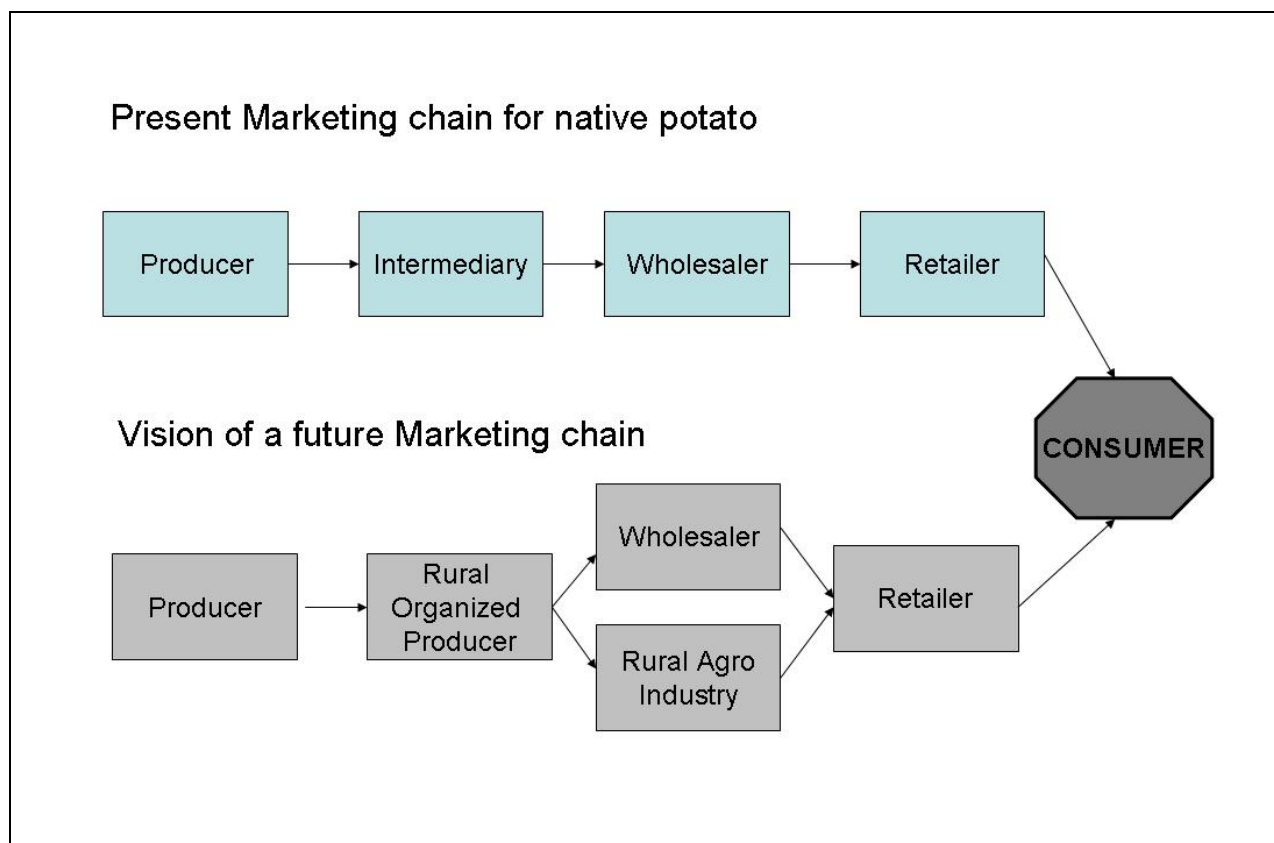 Present Marketing chain for native potato
Producer
Intermediary
Wholesaler
Retailer
CONSUMER
Vision of a future Marketing chain
Producer
Rural
Organized
Producer
Wholesaler
Rural Agro
Industry
Retailer